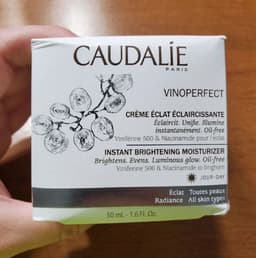 CAUDALÍE
PARIS
VINOPERFECT
CRÈME ÉCLAT ÉCLAIRCISSANTE
Éclaircit. Unifie. Illumine
instantanément. Oil-free
Viniférine 500 & Niacinamide pour l'éclat
INSTANT BRIGHTENING MOISTURIZER
Brightens. Evens. Luminous glow. Oil-free
Viniférine 500 & Niacinamide to brighten
JOUR-DAY
Éclat Toutes peaux
Radiance All skin types
50 mL - 1.6 Fl. Oz.